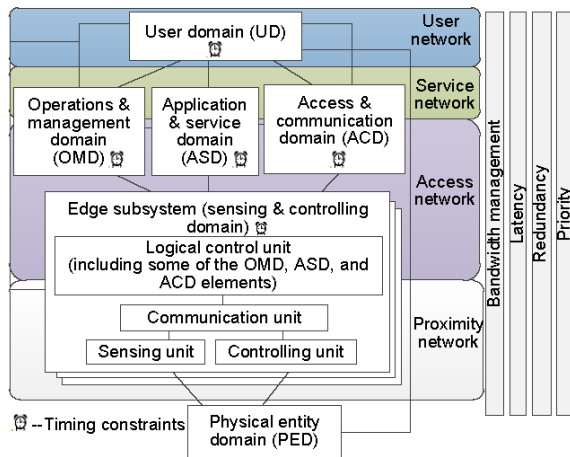 User domain (UD)
User
network
Service
network
Operations &
management
domain
(OMD)
Application
& service
domain
(ASD)
Access &
communication
domain (ACD)
Access
network
Edge subsystem (sensing & controlling
domain)
Logical control unit
(including some of the OMD, ASD, and
ACD elements)
Communication unit
Sensing unit
Controlling unit
Proximity
network
Physical entity
domain (PED)
-- Timing constraints
Bandwidth management
Latency
Redundancy
Priority